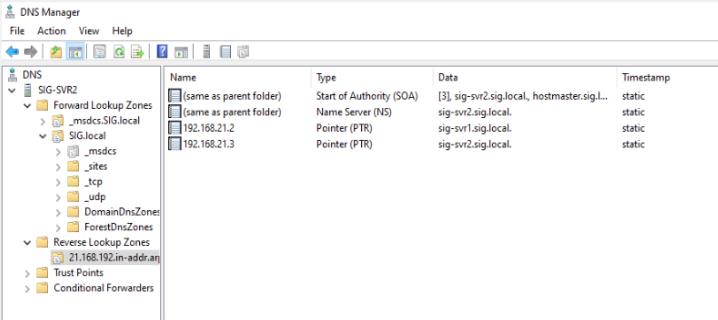 DNS Manager
File Action View Help
DNS
SIG-SVR2
Forward Lookup Zones
_msdcs.SIG.local
SIG.local
_msdcs
_sites
_tcp
_udp
DomainDnsZones
ForestDnsZones
Reverse Lookup Zones
21.168.192.in-addr.arp
Trust Points
Conditional Forwarders
Name Type Data Timestamp
(same as parent folder) Start of Authority (SOA) [3], sig-svr2.sig.local., hostmaster.sig.l... static
(same as parent folder) Name Server (NS) sig-svr2.sig.local. static
192.168.21.2 Pointer (PTR) sig-svr1.sig.local. static
192.168.21.3 Pointer (PTR) sig-svr2.sig.local. static